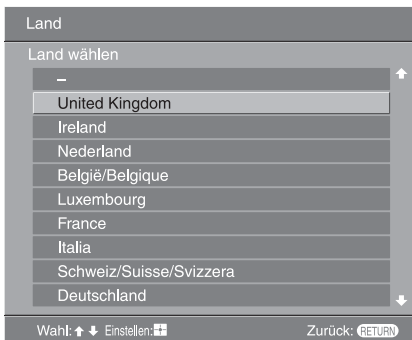 Land
Land wählen
–
United Kingdom
Ireland
Nederland
België/Belgique
Luxembourg
France
Italia
Schweiz/Suisse/Svizzera
Deutschland
Wahl: Einstellen: Zurück: RETURN